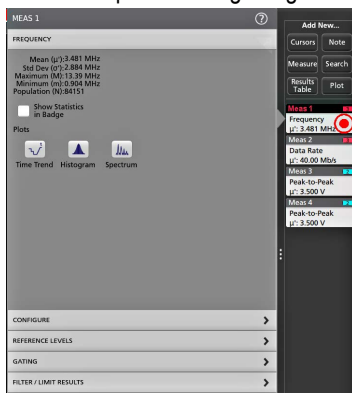 MEAS 1
?
FREQUENCY
Mean (µ'):3.481 MHz
Std Dev (σ'):2.884 MHz
Maximum (M):13.39 MHz
Minimum (m):0.904 MHz
Population (N):84151
Show Statistics
in Badge
Plots
Time Trend Histogram Spectrum
CONFIGURE
REFERENCE LEVELS
GATING
FILTER / LIMIT RESULTS
Add New...
Cursors Note
Measure Search
Results
Table
Plot
Meas 1
Frequency
µ': 3.481 MHz
Meas 2
Data Rate
µ': 40.00 Mb/s
Meas 3
Peak-to-Peak
µ': 3.500 V
Meas 4
Peak-to-Peak
µ': 3.500 V